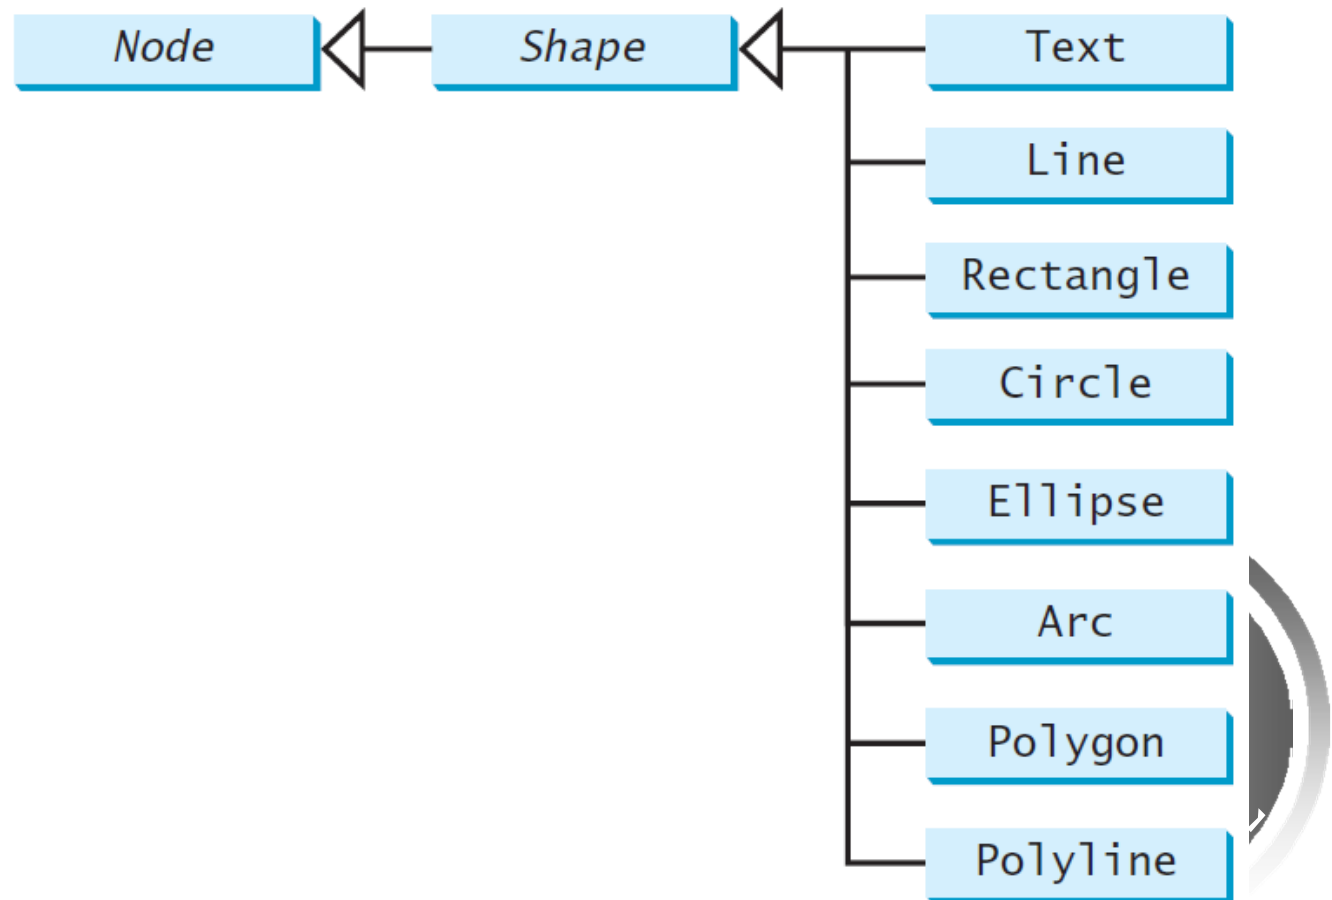 Node
Shape
Text
Line
Rectangle
Circle
Ellipse
Arc
Polygon
Polyline